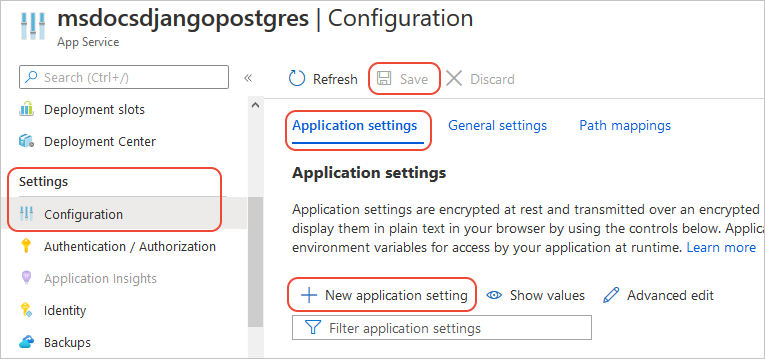 msdocsdjangopostgres | Configuration
App Service
Search (Ctrl+/)
«
Deployment slots
Deployment Center
Settings
Configuration
Authentication / Authorization
Application Insights
Identity
Backups
Refresh
Save
Discard
Application settings
General settings
Path mappings
Application settings
Application settings are encrypted at rest and transmitted over an encrypted
display them in plain text in your browser by using the controls below. Applic
environment variables for access by your application at runtime. Learn more
New application setting
Show values
Advanced edit
Filter application settings